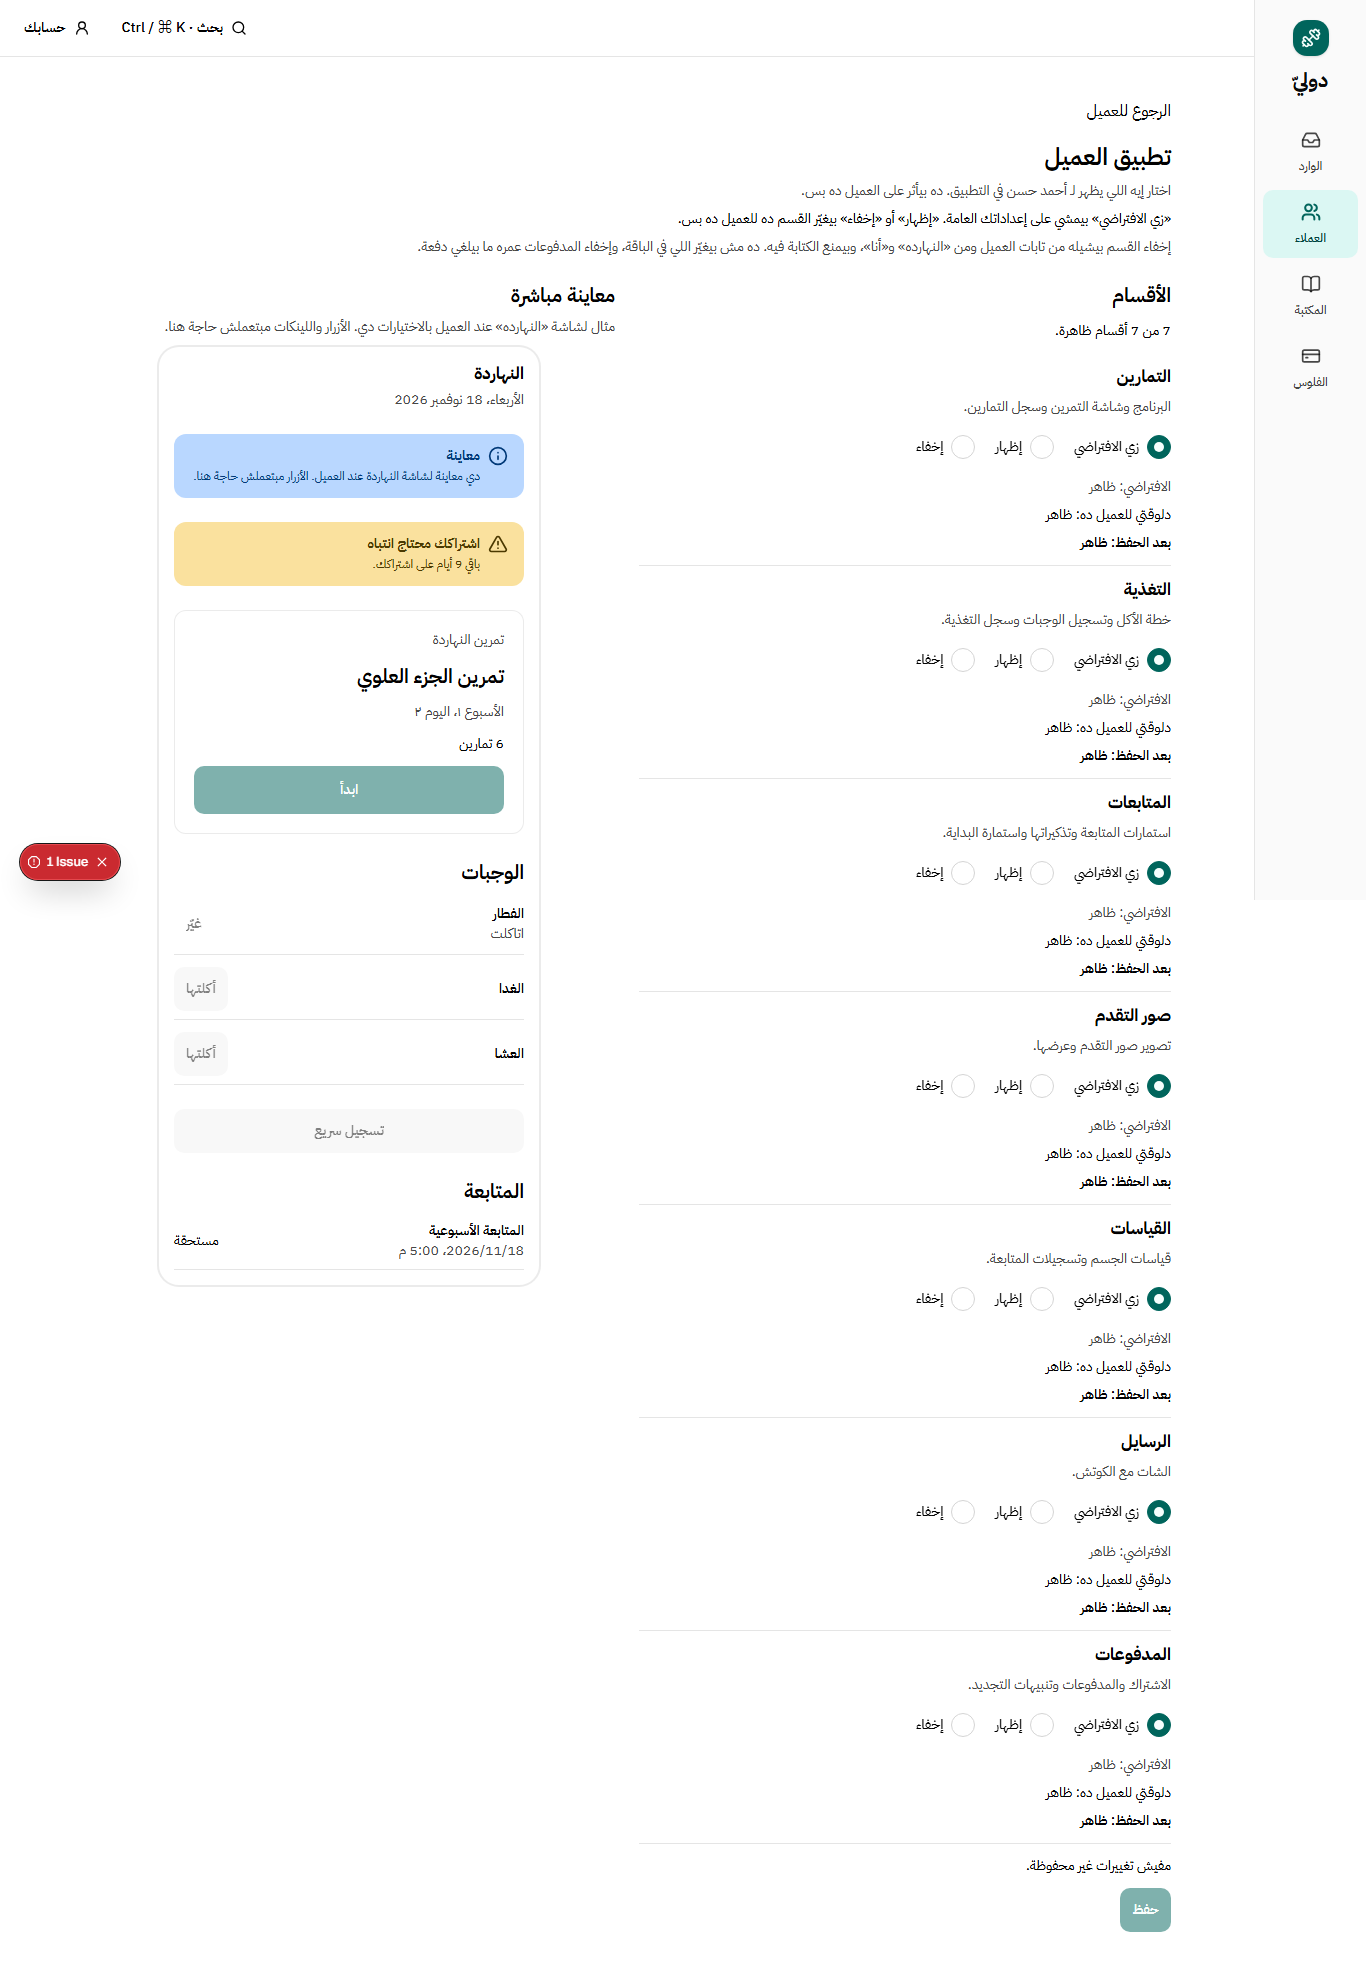 دوليّ
الوارد
العملاء
المكتبة
الفلوس
بحث · Ctrl / ⌘ K
حسابك
الرجوع للعميل
تطبيق العميل
اختار إيه اللي يظهر لـ أحمد حسن في التطبيق. ده بيأثر على العميل ده بس.
«زي الافتراضي» بيمشي على إعداداتك العامة. «إظهار» أو «إخفاء» بيغيّر القسم ده للعميل ده بس.
إخفاء القسم بيشيله من تابات العميل ومن «النهارده» و«أنا»، وبيمنع الكتابة فيه. ده مش بيغيّر اللي في الباقة، وإخفاء المدفوعات عمره ما بيلغي دفعة.
الأقسام
7 من 7 أقسام ظاهرة.
التمارين
البرنامج وشاشة التمرين وسجل التمارين.
زي الافتراضي
إظهار
إخفاء
الافتراضي: ظاهر
دلوقتي للعميل ده: ظاهر
بعد الحفظ: ظاهر
التغذية
خطة الأكل وتسجيل الوجبات وسجل التغذية.
زي الافتراضي
إظهار
إخفاء
الافتراضي: ظاهر
دلوقتي للعميل ده: ظاهر
بعد الحفظ: ظاهر
المتابعات
استمارات المتابعة وتذكيراتها واستمارة البداية.
زي الافتراضي
إظهار
إخفاء
الافتراضي: ظاهر
دلوقتي للعميل ده: ظاهر
بعد الحفظ: ظاهر
صور التقدم
تصوير صور التقدم وعرضها.
زي الافتراضي
إظهار
إخفاء
الافتراضي: ظاهر
دلوقتي للعميل ده: ظاهر
بعد الحفظ: ظاهر
القياسات
قياسات الجسم وتسجيلات المتابعة.
زي الافتراضي
إظهار
إخفاء
الافتراضي: ظاهر
دلوقتي للعميل ده: ظاهر
بعد الحفظ: ظاهر
الرسايل
الشات مع الكوتش.
زي الافتراضي
إظهار
إخفاء
الافتراضي: ظاهر
دلوقتي للعميل ده: ظاهر
بعد الحفظ: ظاهر
المدفوعات
الاشتراك والمدفوعات وتنبيهات التجديد.
زي الافتراضي
إظهار
إخفاء
الافتراضي: ظاهر
دلوقتي للعميل ده: ظاهر
بعد الحفظ: ظاهر
مفيش تغييرات غير محفوظة.
حفظ
معاينة مباشرة
مثال لشاشة «النهارده» عند العميل بالاختيارات دي. الأزرار واللينكات مبتعملش حاجة هنا.
النهاردة
الأربعاء، 18 نوفمبر 2026
معاينة
دي معاينة لشاشة النهاردة عند العميل. الأزرار مبتعملش حاجة هنا.
اشتراكك محتاج انتباه
باقي 9 أيام على اشتراكك.
تمرين النهاردة
تمرين الجزء العلوي
الأسبوع ١، اليوم ٢
6 تمارين
ابدأ
الوجبات
الفطار
اتاكلت
غيّر
الغدا
أكلتها
العشا
أكلتها
تسجيل سريع
المتابعة
المتابعة الأسبوعية
2026/11/18، 5:00 م
مستحقة
1 Issue